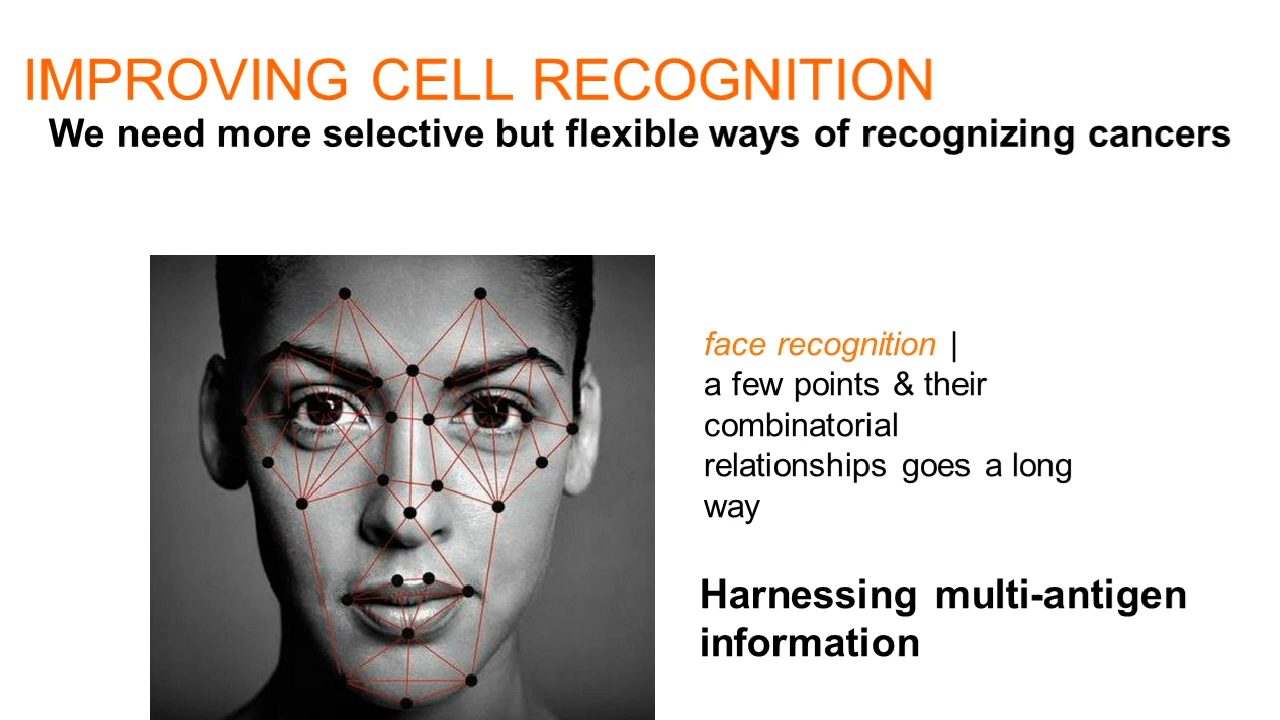 IMPROVING CELL RECOGNITION
We need more selective but flexible ways of recognizing cancers
face recognition |
a few points & their
combinatorial
relationships goes a long
way
Harnessing multi-antigen
information